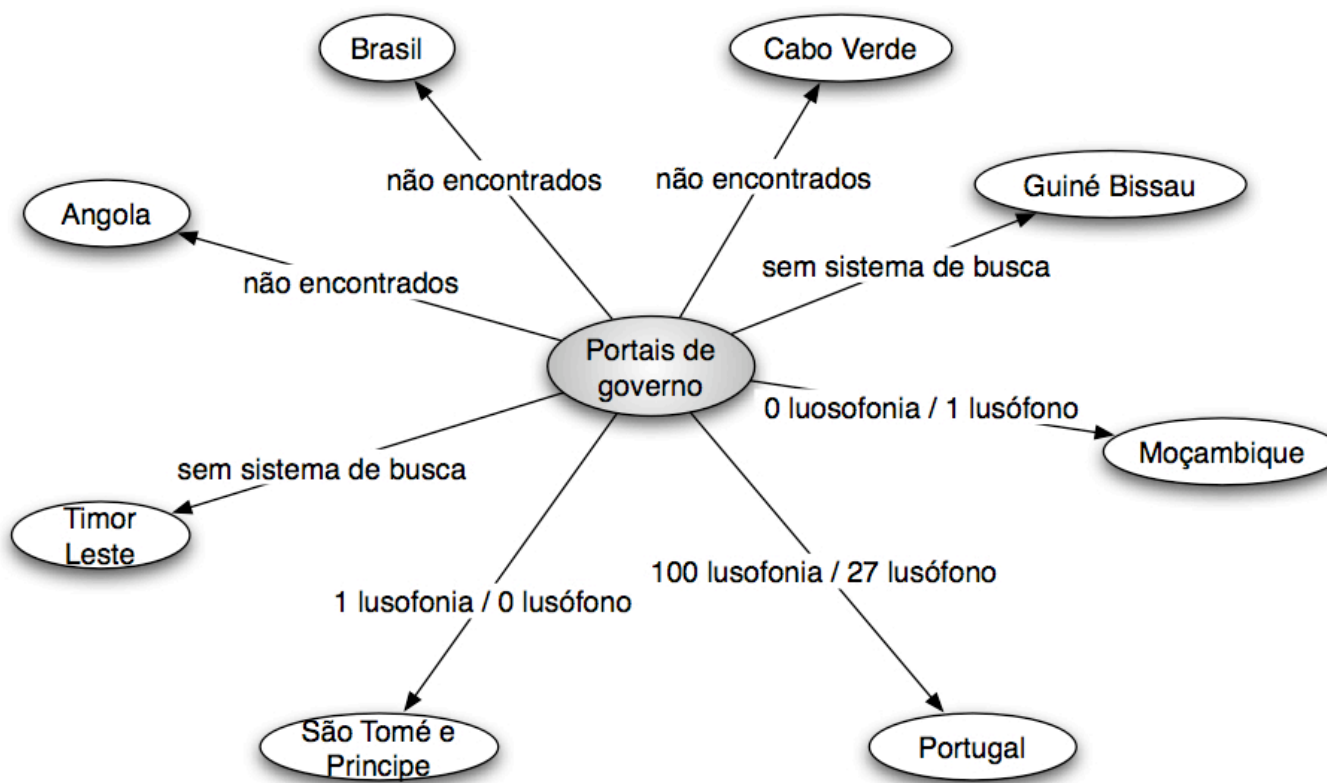 Brasil
Cabo Verde
não encontrados
não encontrados
Guiné Bissau
Angola
sem sistema de busca
não encontrados
Portais de
governo
0 luosofonia / 1 lusófono
Moçambique
sem sistema de busca
Timor
Leste
100 lusofonia / 27 lusófono
1 lusofonia / 0 lusófono
São Tomé e
Principe
Portugal